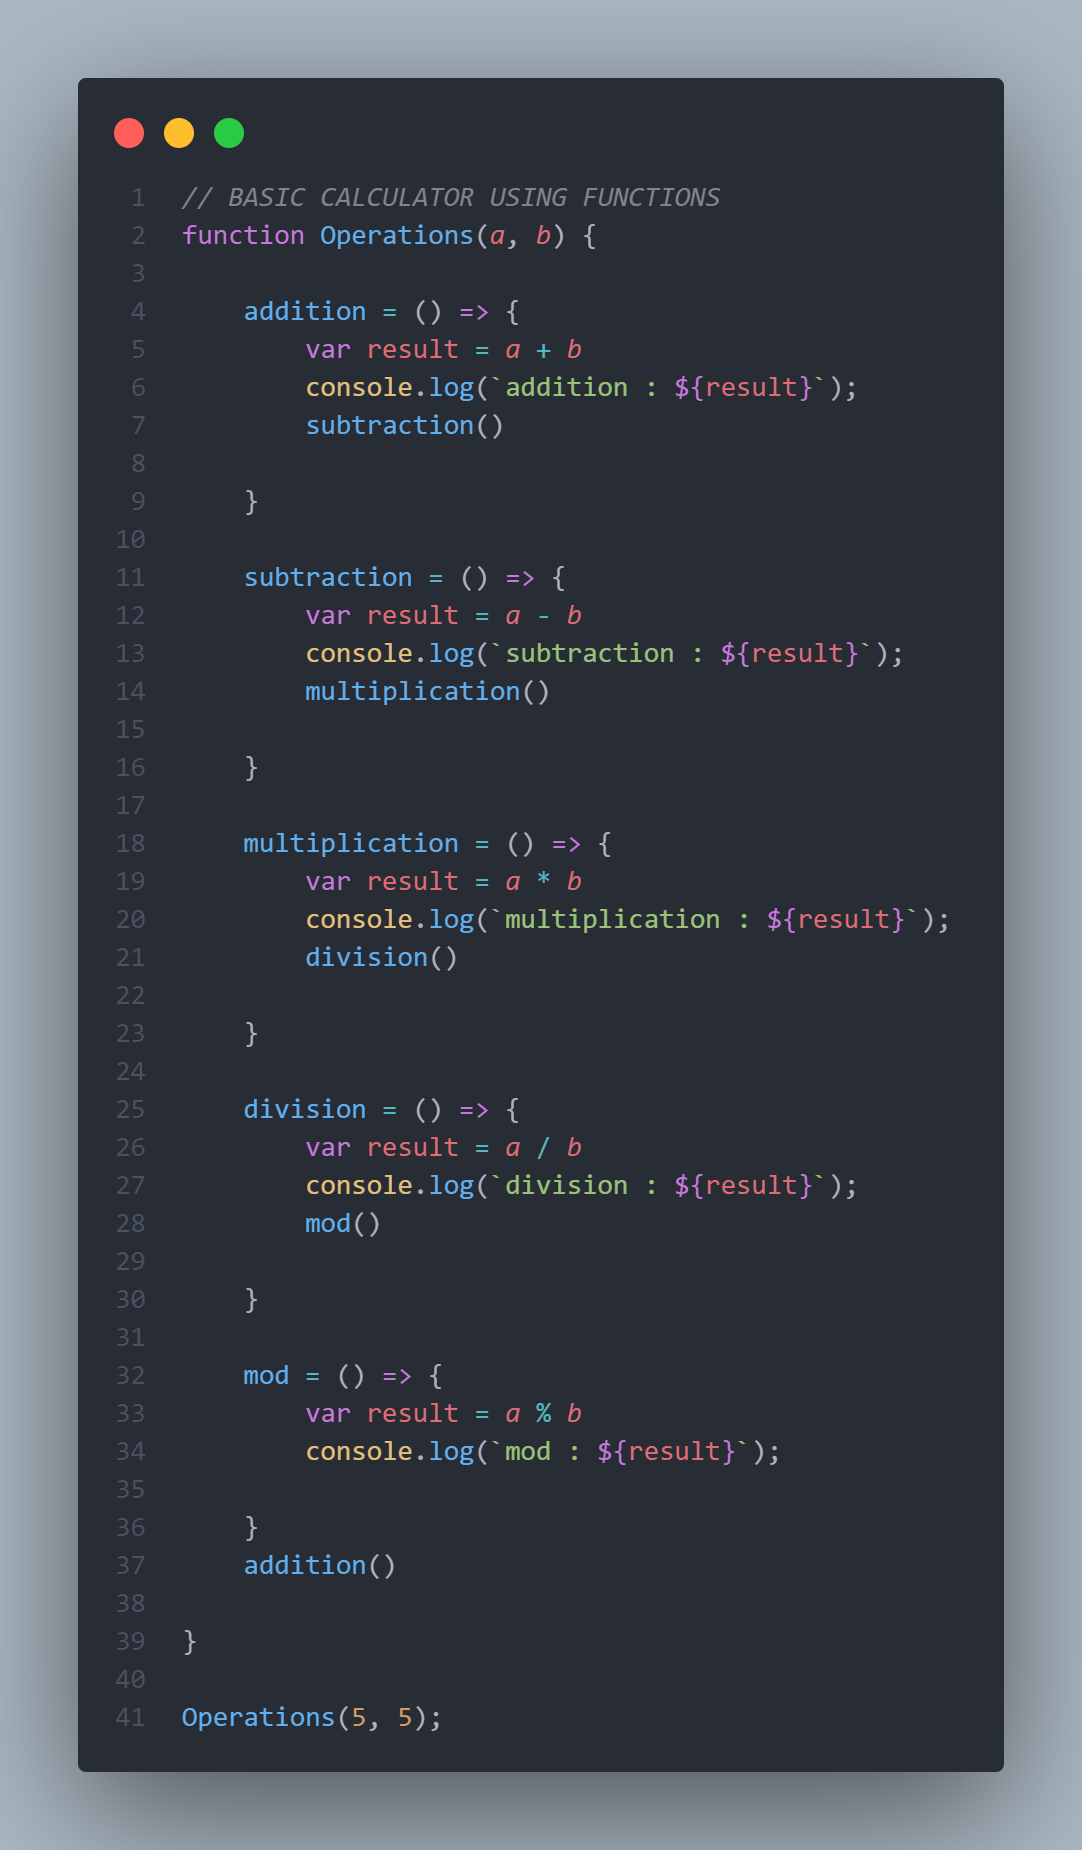 1 // BASIC CALCULATOR USING FUNCTIONS
2 function Operations(a, b) {
3
4     addition = () => {
5         var result = a + b
6         console.log(`addition : ${result}`);
7         subtraction()
8
9     }
10
11     subtraction = () => {
12         var result = a - b
13         console.log(`subtraction : ${result}`);
14         multiplication()
15
16     }
17
18     multiplication = () => {
19         var result = a * b
20         console.log(`multiplication : ${result}`);
21         division()
22
23     }
24
25     division = () => {
26         var result = a / b
27         console.log(`division : ${result}`);
28         mod()
29
30     }
31
32     mod = () => {
33         var result = a % b
34         console.log(`mod : ${result}`);
35
36     }
37     addition()
38
39 }
40
41 Operations(5, 5);